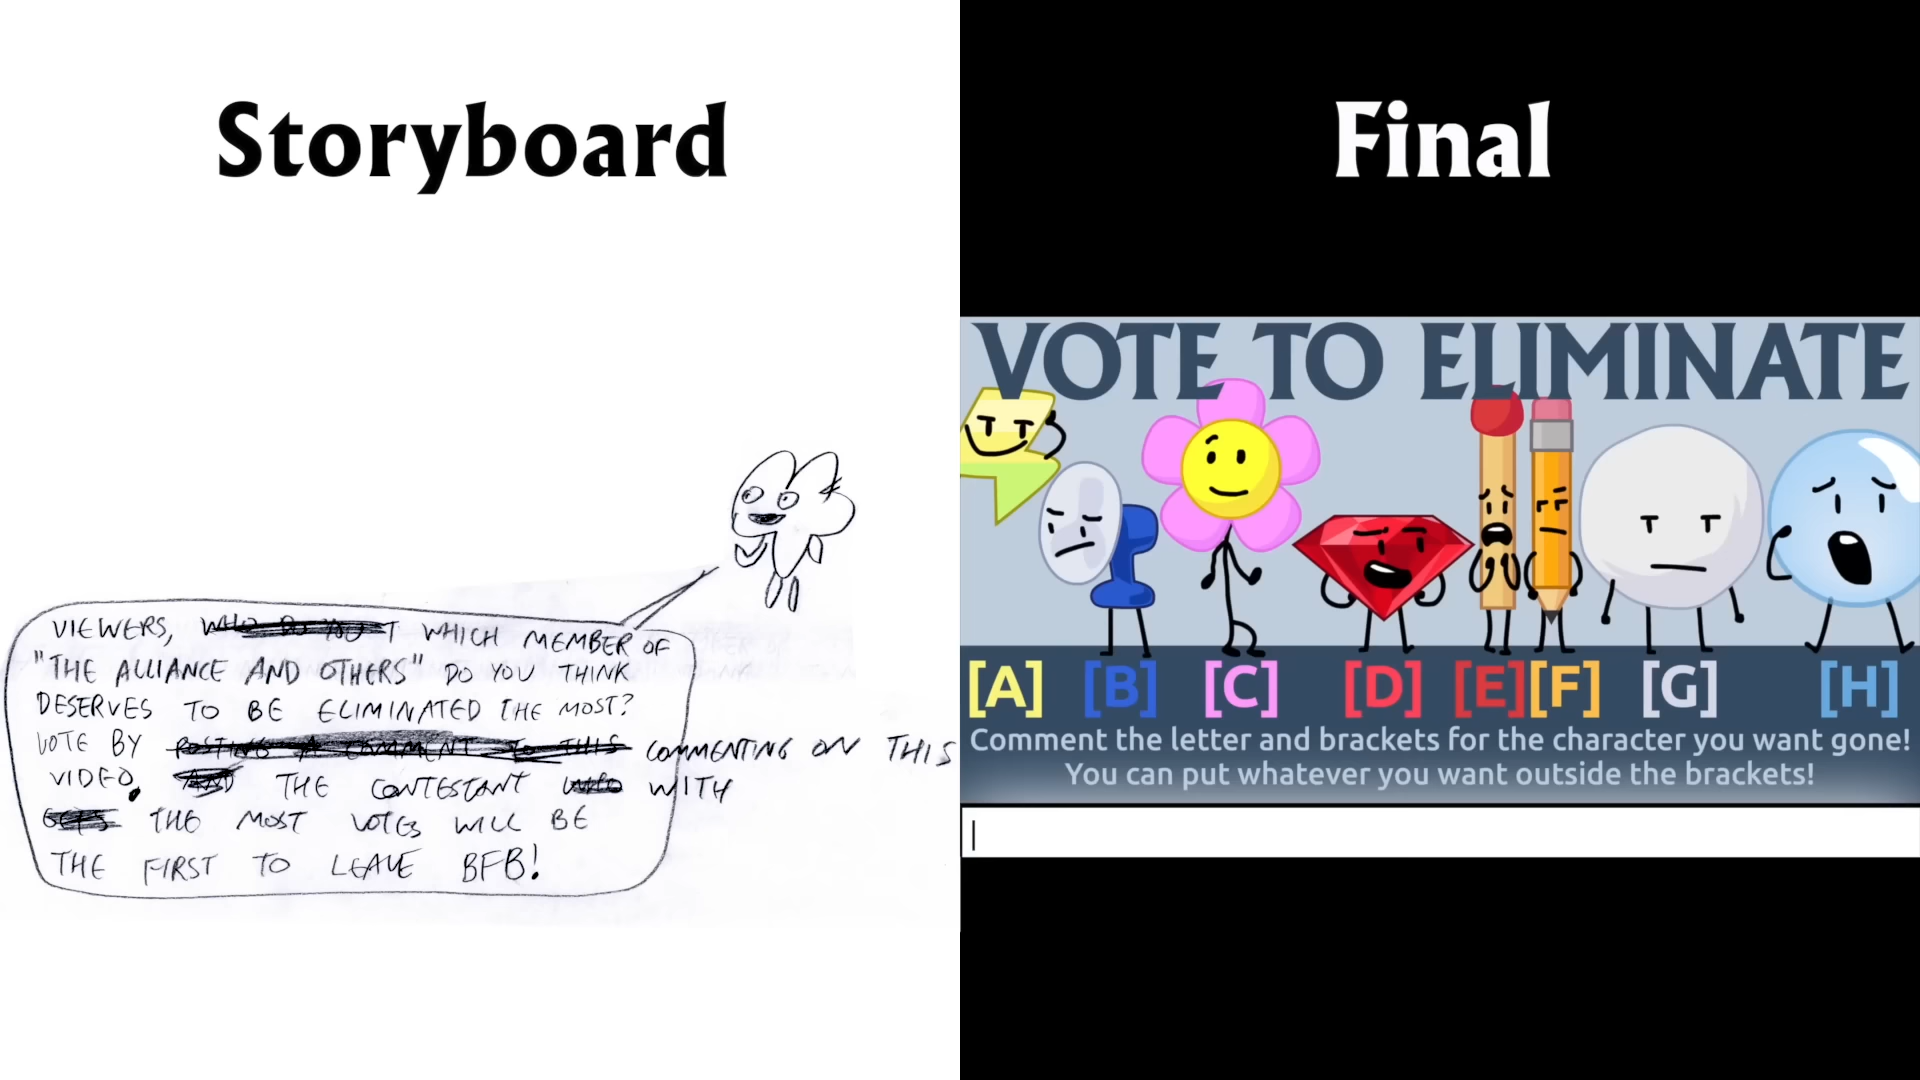 Storyboard
VIEWERS, WHICH MEMBER OF
"THE ALLIANCE AND OTHERS" DO YOU THINK
DESERVES TO BE ELIMINATED THE MOST?
VOTE BY COMMENTING ON THIS
VIDEO. THE CONTESTANT WITH
THE MOST VOTES WILL BE
THE FIRST TO LEAVE BFB!
Final
VOTE TO ELIMINATE
[A] [B] [C] [D] [E] [F] [G] [H]
Comment the letter and brackets for the character you want gone!
You can put whatever you want outside the brackets!